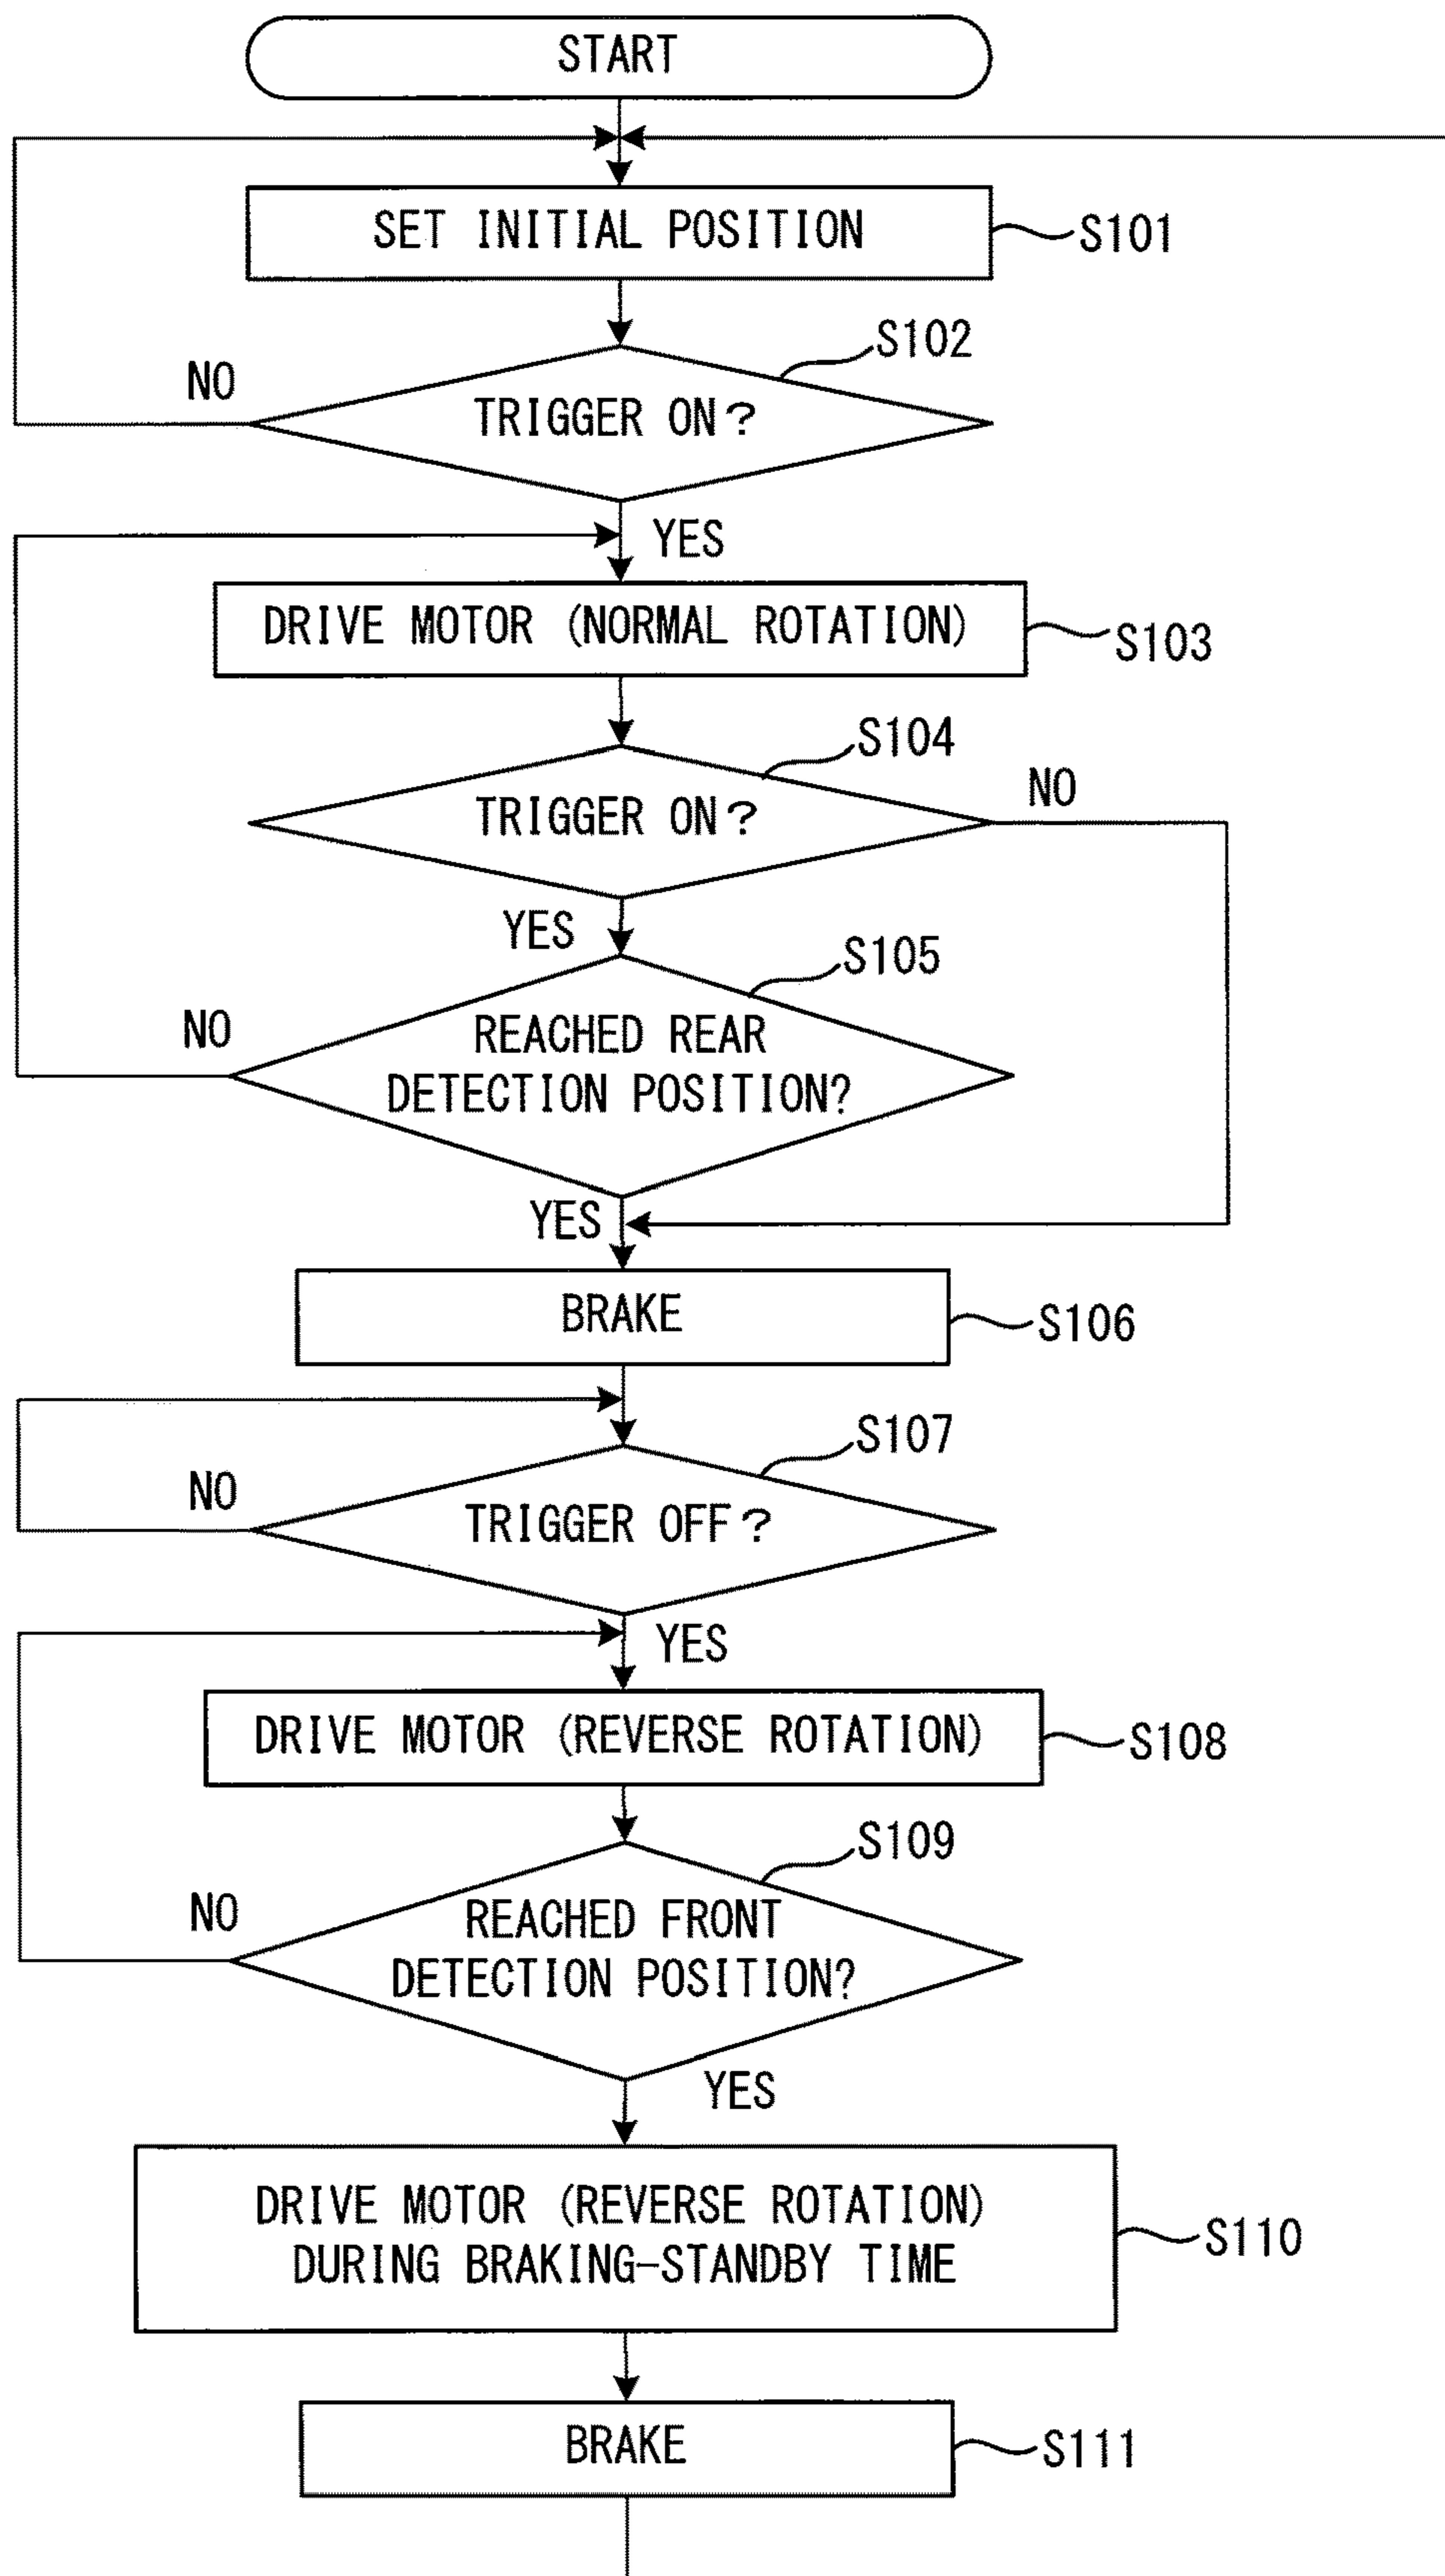 START
SET INITIAL POSITION
S101
S102
NO
TRIGGER ON?
YES
DRIVE MOTOR (NORMAL ROTATION)
S103
S104
NO
TRIGGER ON?
YES
S105
NO
REACHED REAR
DETECTION POSITION?
YES
BRAKE
S106
S107
NO
TRIGGER OFF?
YES
DRIVE MOTOR (REVERSE ROTATION)
S108
S109
NO
REACHED FRONT
DETECTION POSITION?
YES
DRIVE MOTOR (REVERSE ROTATION)
DURING BRAKING-STANDBY TIME
S110
BRAKE
S111